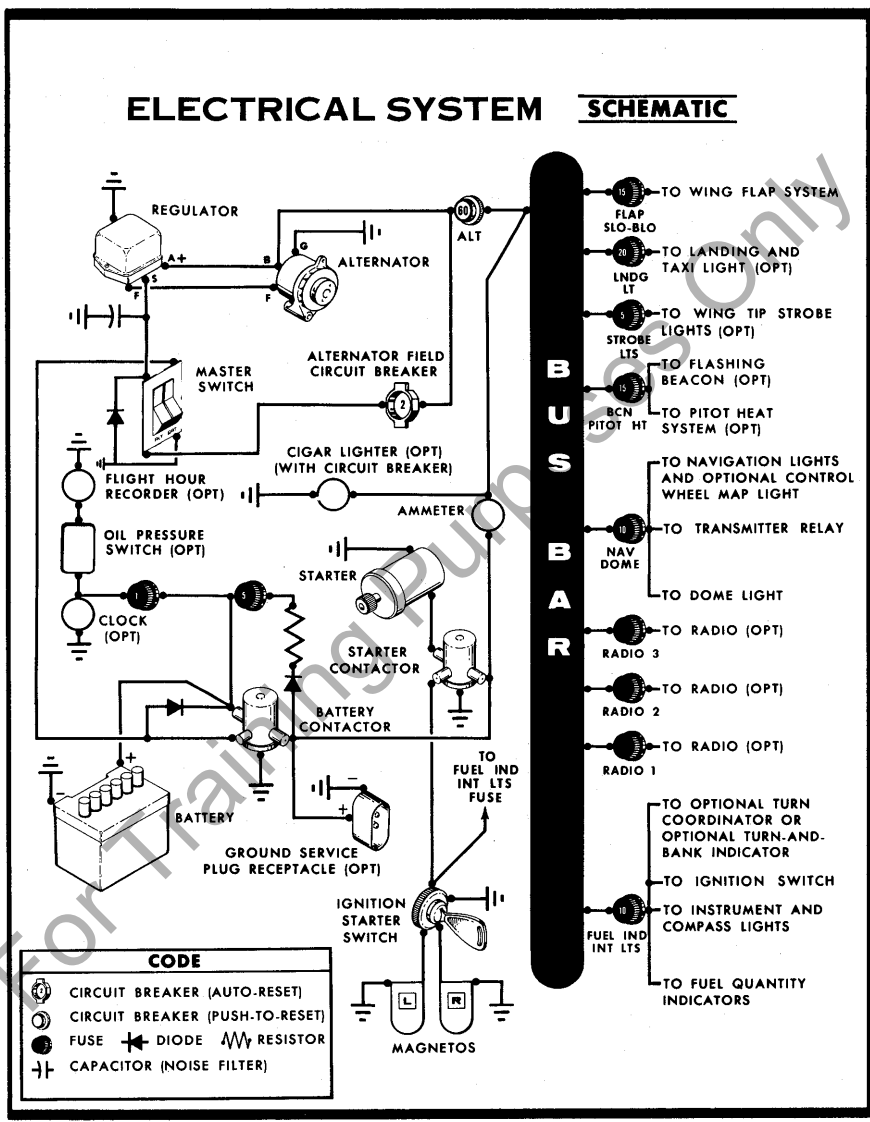 ELECTRICAL SYSTEM SCHEMATIC
REGULATOR
A+
S
F
B
G
F
ALTERNATOR
60
ALT
MASTER
SWITCH
ALT BAT
ALTERNATOR FIELD
CIRCUIT BREAKER
2
CIGAR LIGHTER (OPT)
(WITH CIRCUIT BREAKER)
FLIGHT HOUR
RECORDER (OPT)
AMMETER
OIL PRESSURE
SWITCH (OPT)
STARTER
1
5
CLOCK
(OPT)
STARTER
CONTACTOR
BATTERY
CONTACTOR
+
-
BATTERY
-
+
GROUND SERVICE
PLUG RECEPTACLE (OPT)
TO
FUEL IND
INT LTS
FUSE
IGNITION
STARTER
SWITCH
L
R
MAGNETOS
BUS BAR
15
FLAP
SLO-BLO
TO WING FLAP SYSTEM
20
LNDG
LT
TO LANDING AND
TAXI LIGHT (OPT)
5
STROBE
LTS
TO WING TIP STROBE
LIGHTS (OPT)
15
BCN
PITOT HT
TO FLASHING
BEACON (OPT)
TO PITOT HEAT
SYSTEM (OPT)
10
NAV
DOME
TO NAVIGATION LIGHTS
AND OPTIONAL CONTROL
WHEEL MAP LIGHT
TO TRANSMITTER RELAY
TO DOME LIGHT
RADIO 3
TO RADIO (OPT)
RADIO 2
TO RADIO (OPT)
RADIO 1
TO RADIO (OPT)
10
FUEL IND
INT LTS
TO OPTIONAL TURN
COORDINATOR OR
OPTIONAL TURN-AND-
BANK INDICATOR
TO IGNITION SWITCH
TO INSTRUMENT AND
COMPASS LIGHTS
TO FUEL QUANTITY
INDICATORS
CODE
2
CIRCUIT BREAKER (AUTO-RESET)
CIRCUIT BREAKER (PUSH-TO-RESET)
FUSE DIODE RESISTOR
CAPACITOR (NOISE FILTER)
For Training Purposes Only